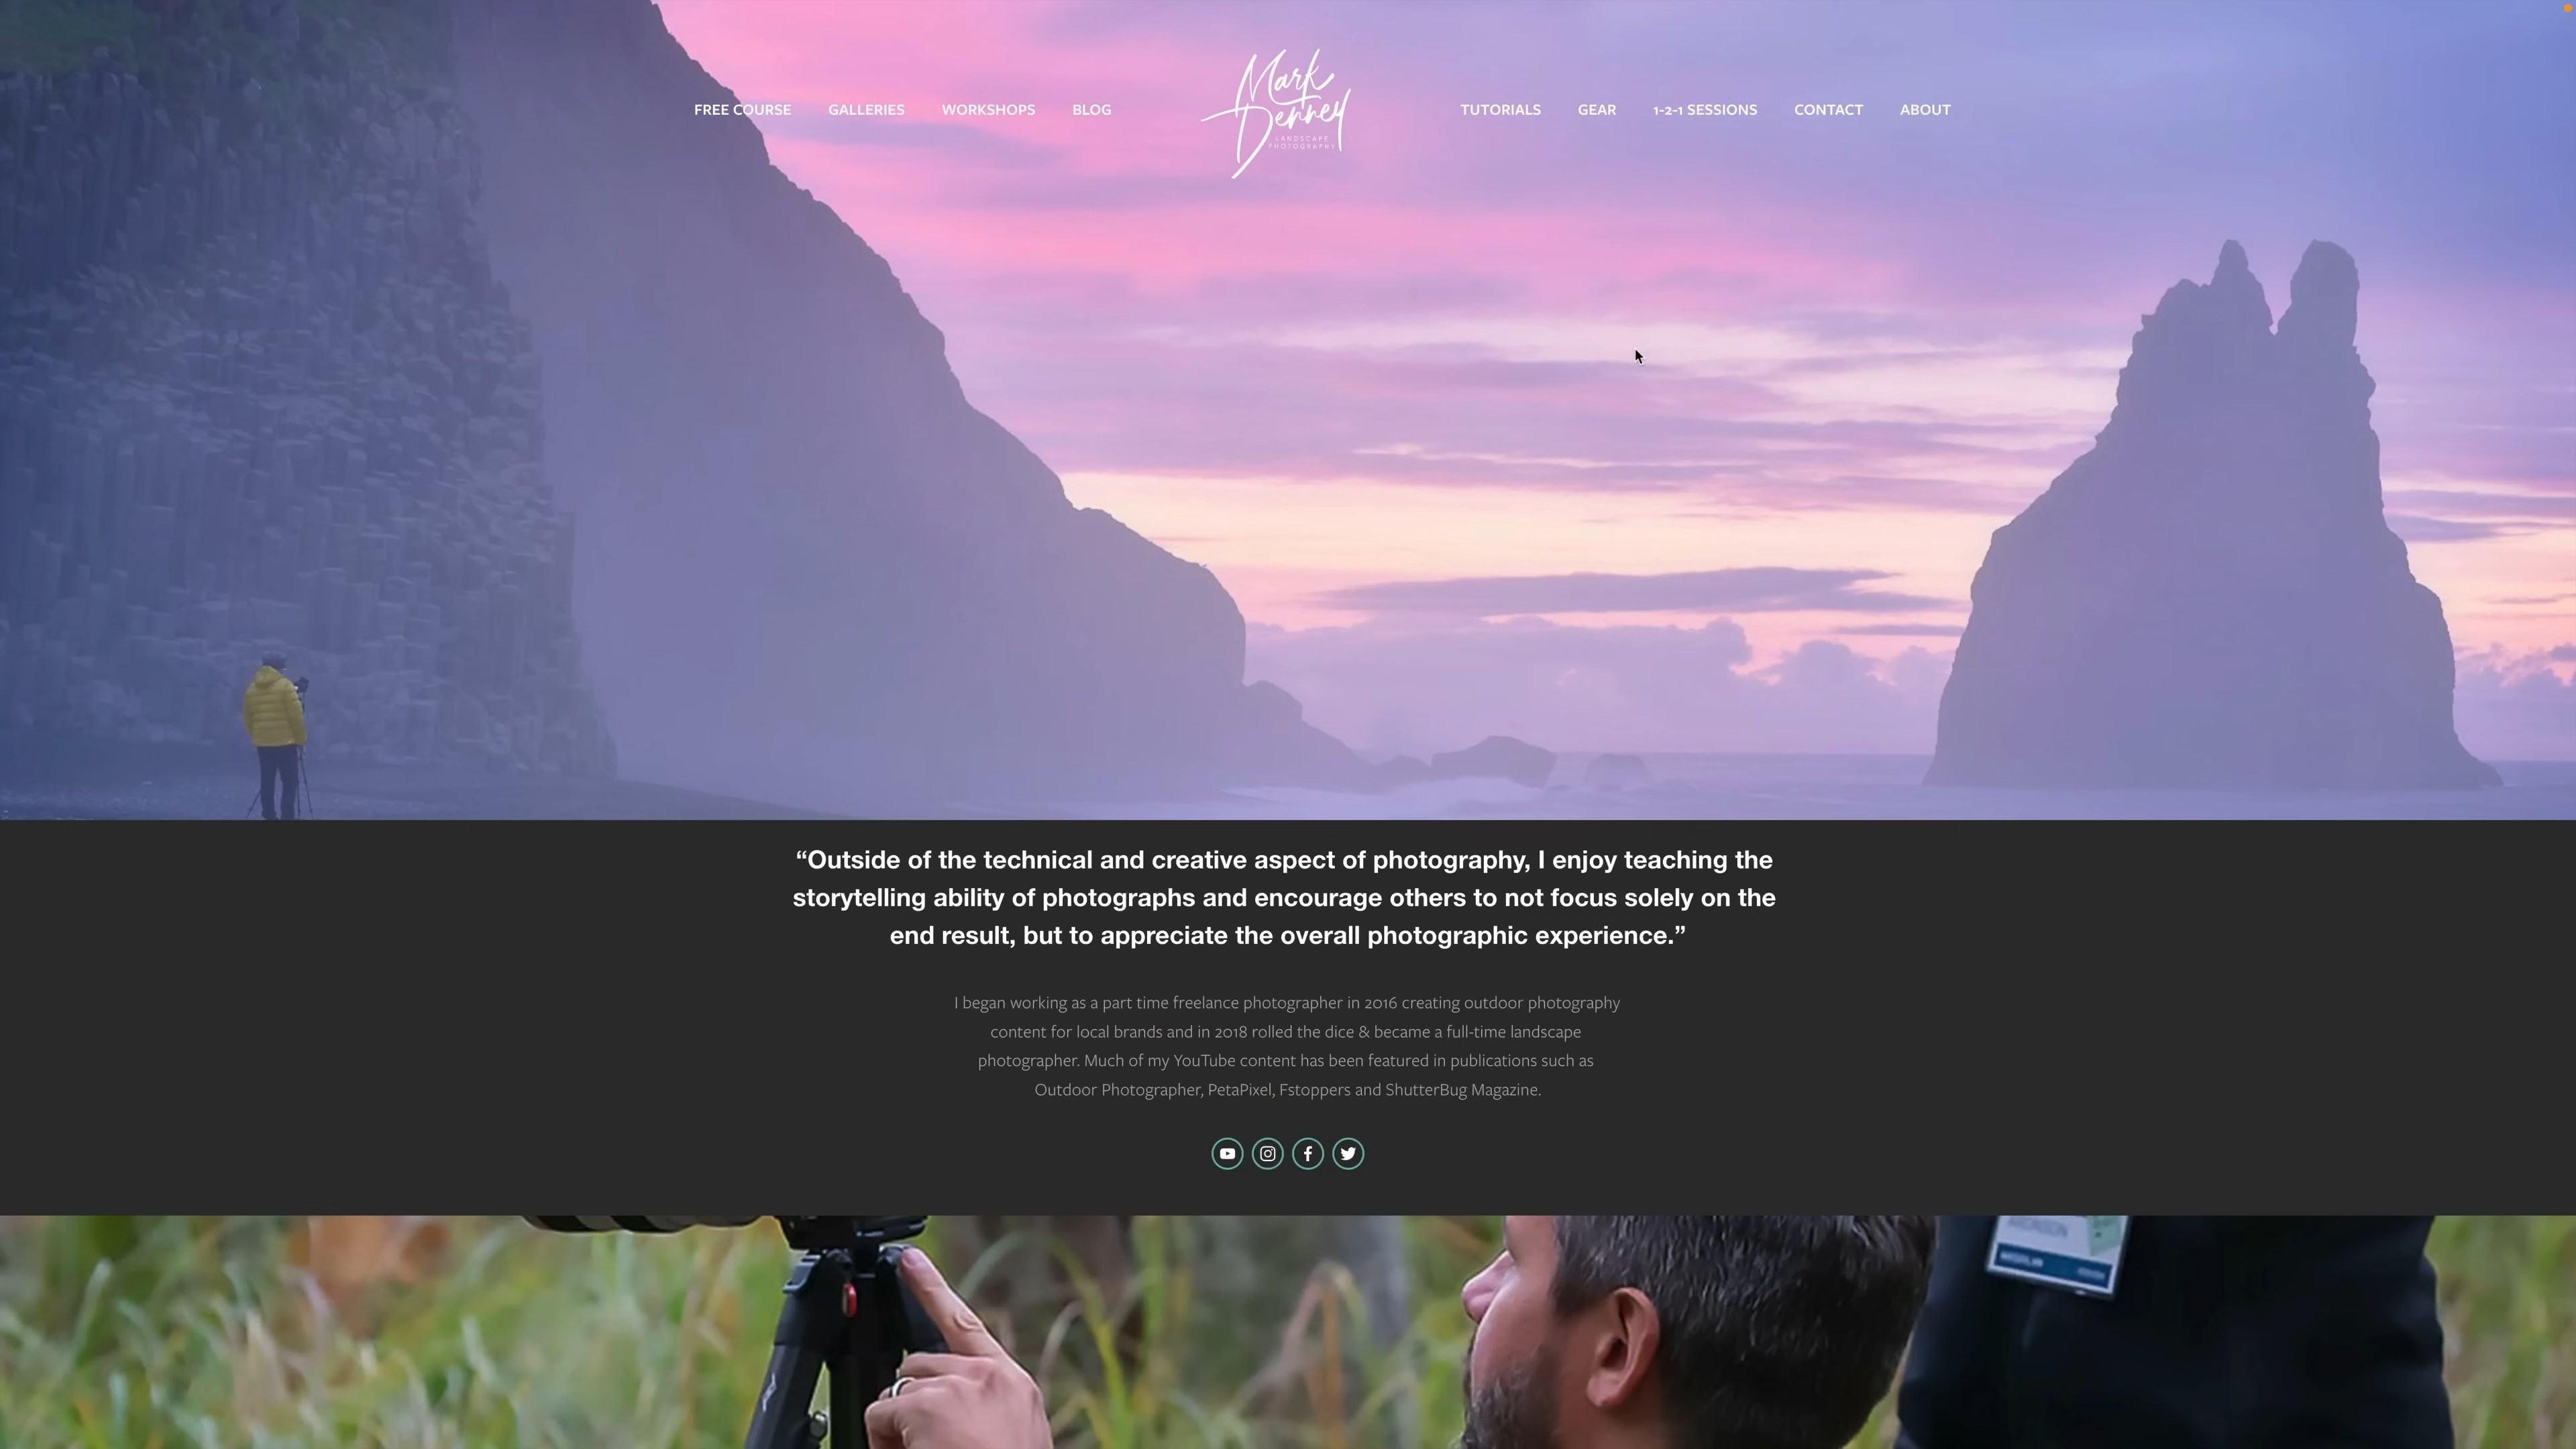 FREE COURSE GALLERIES WORKSHOPS BLOG
Mark
Denney
LANDSCAPE
PHOTOGRAPHY
TUTORIALS GEAR 1-2-1 SESSIONS CONTACT ABOUT
“Outside of the technical and creative aspect of photography, I enjoy teaching the
storytelling ability of photographs and encourage others to not focus solely on the
end result, but to appreciate the overall photographic experience.”
I began working as a part time freelance photographer in 2016 creating outdoor photography
content for local brands and in 2018 rolled the dice & became a full-time landscape
photographer. Much of my YouTube content has been featured in publications such as
Outdoor Photographer, PetaPixel, Fstoppers and ShutterBug Magazine.